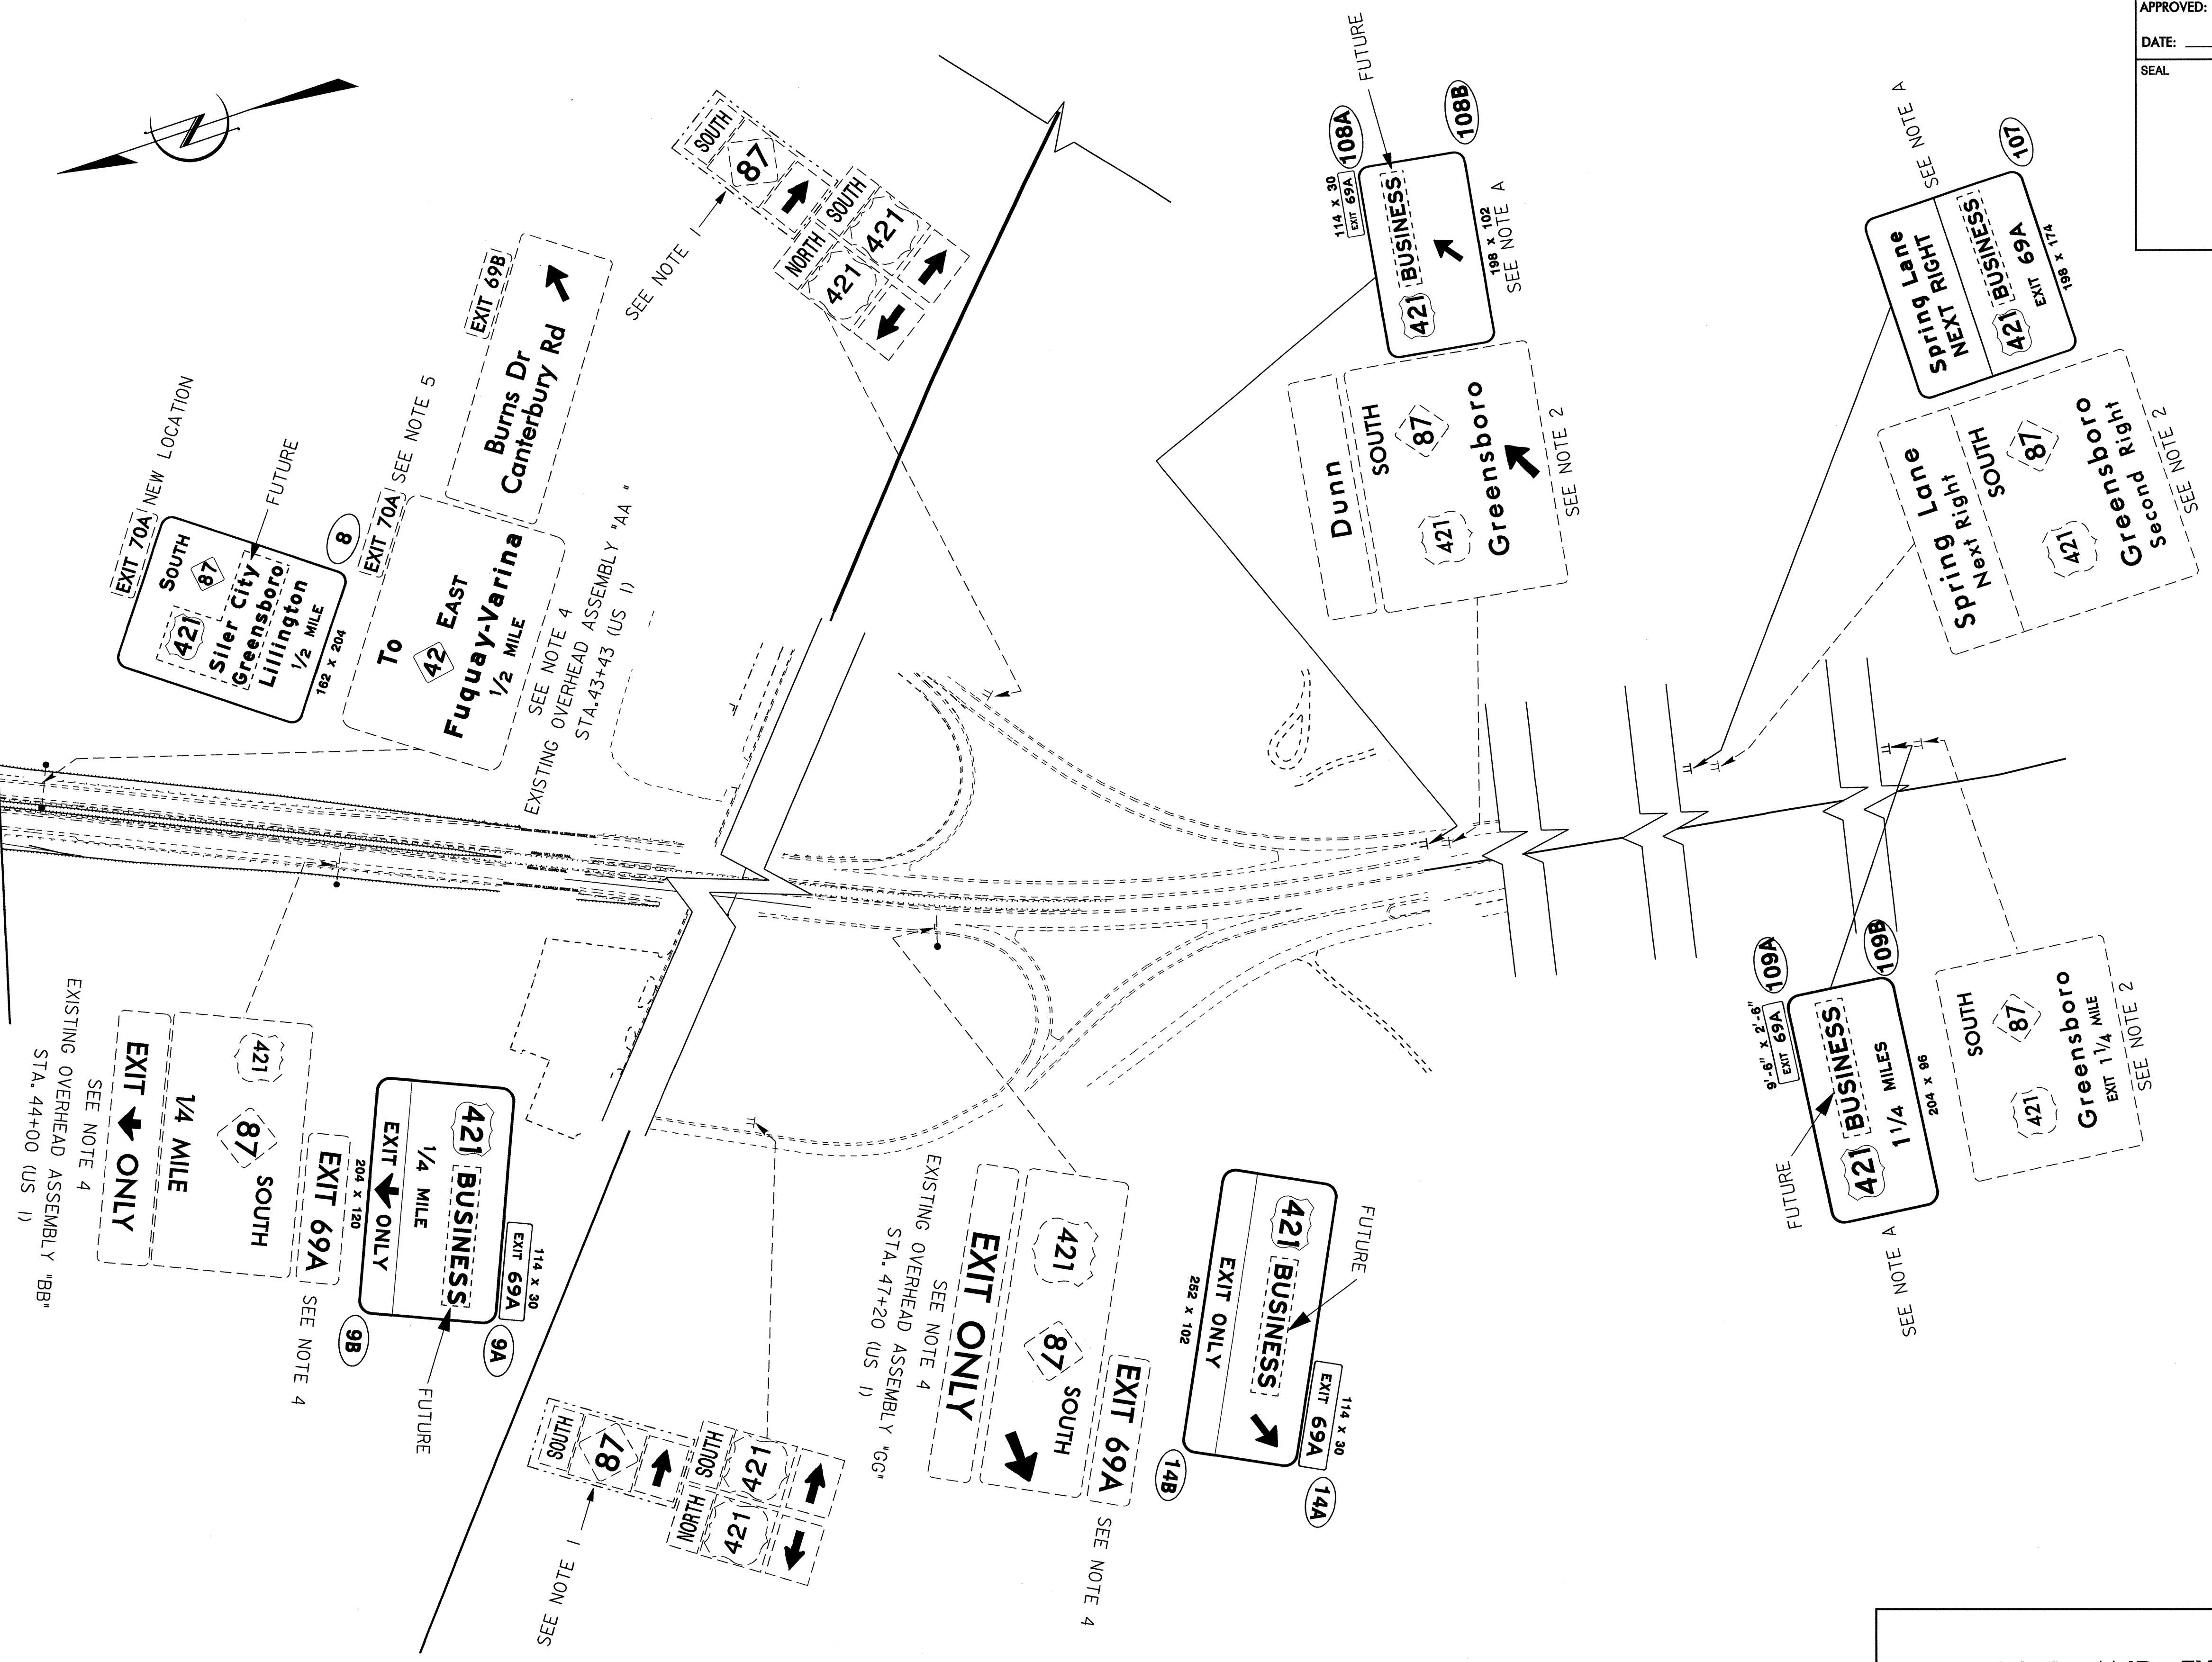 APPROVED:
DATE:
SEAL
SOUTH
87
SOUTH
421
NORTH
421
SEE NOTE 1
EXIT 69B
Burns Dr
Canterbury Rd
EXIT 70A
SEE NOTE 5
To
42 EAST
Fuquay-Varina
1/2 MILE
SEE NOTE 4
EXISTING OVERHEAD ASSEMBLY "AA "
STA.43+43 (US 1)
EXIT 70A
NEW LOCATION
FUTURE
SOUTH
421 87
Siler City
Greensboro
Lillington
1/2 MILE
162 x 204
8
FUTURE
108A
108B
114 x 30
EXIT 69A
421 BUSINESS
198 x 102
SEE NOTE A
Dunn
SOUTH
421 87
Greensboro
SEE NOTE 2
SEE NOTE A
107
Spring Lane
NEXT RIGHT
421 BUSINESS
EXIT 69A
198 x 174
Spring Lane
Next Right
SOUTH
421 87
Greensboro
Second Right
SEE NOTE 2
109A
109B
9'-6" x 2'-6"
EXIT 69A
421 BUSINESS
1 1/4 MILES
204 x 96
FUTURE
SEE NOTE A
SOUTH
421 87
Greensboro
EXIT 1 1/4 MILE
SEE NOTE 2
EXIT 69A
SEE NOTE 4
421 87 SOUTH
1/4 MILE
EXIT ONLY
SEE NOTE 4
EXISTING OVERHEAD ASSEMBLY "BB"
STA. 44+00 (US 1)
114 x 30
EXIT 69A
421 BUSINESS
1/4 MILE
EXIT ONLY
204 x 120
9A
9B
FUTURE
SOUTH
87
SOUTH
421
NORTH
421
SEE NOTE 1
EXIT 69A
SEE NOTE 4
421 87 SOUTH
EXIT ONLY
SEE NOTE 4
EXISTING OVERHEAD ASSEMBLY "GG"
STA. 47+20 (US 1)
FUTURE
114 x 30
EXIT 69A
421 BUSINESS
EXIT ONLY
252 x 102
14A
14B